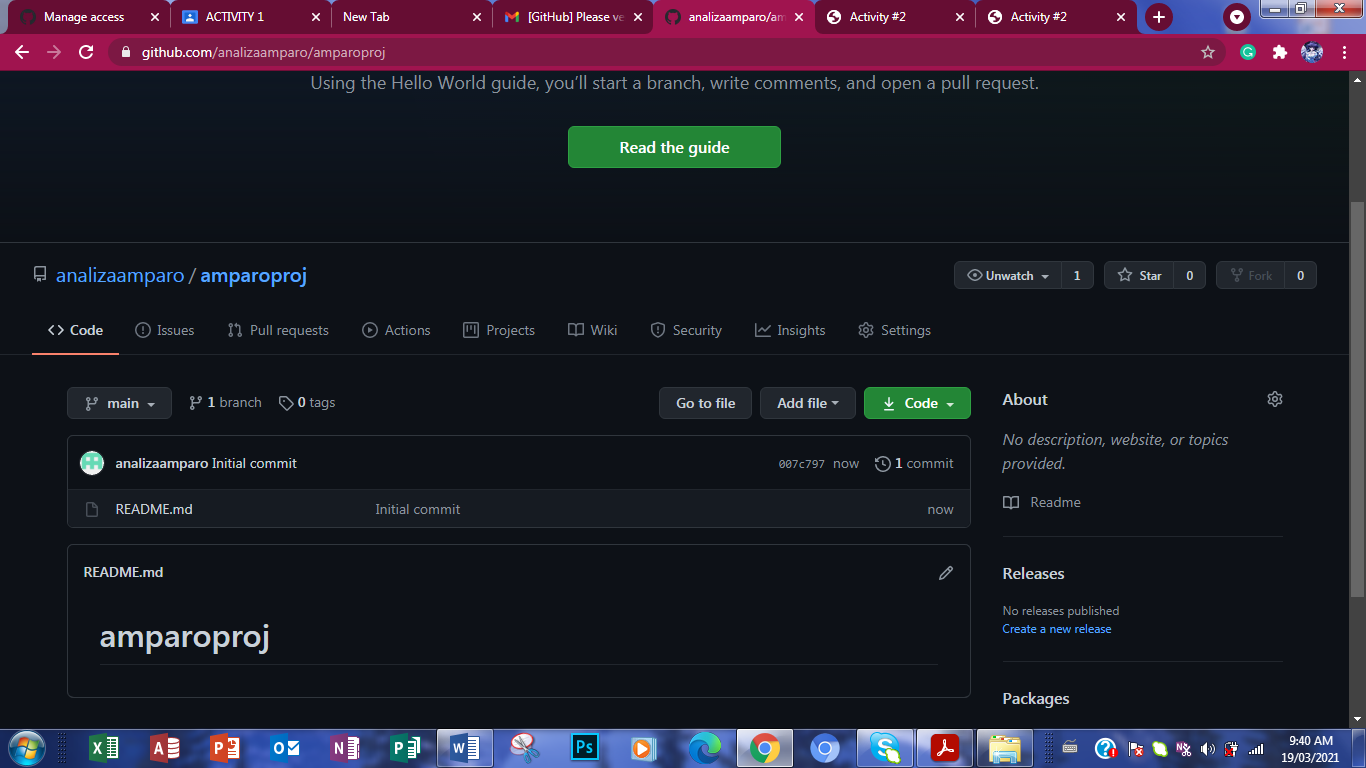 Manage access
ACTIVITY 1
New Tab
[GitHub] Please ve
analizaamparo/am
Activity #2
Activity #2
github.com/analizaamparo/amparoproj
Using the Hello World guide, you’ll start a branch, write comments, and open a pull request.
Read the guide
analizaamparo / amparoproj
Unwatch 1
Star 0
Fork 0
Code
Issues
Pull requests
Actions
Projects
Wiki
Security
Insights
Settings
main
1 branch
0 tags
Go to file
Add file
Code
About
No description, website, or topics
provided.
Readme
analizaamparo Initial commit
007c797 now
1 commit
README.md Initial commit now
README.md
amparoproj
Releases
No releases published
Create a new release
Packages
9:40 AM
19/03/2021